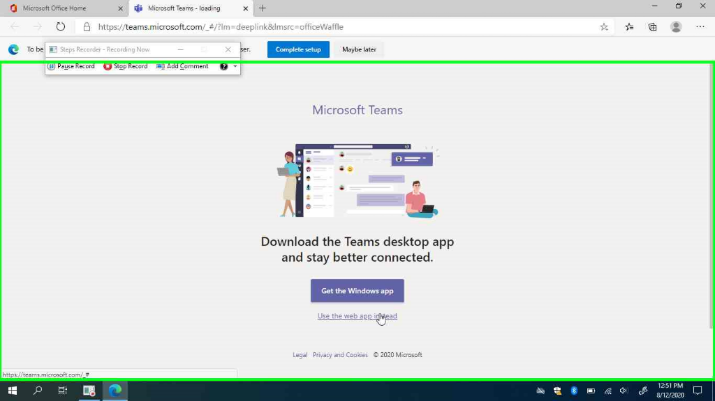 Microsoft Office Home
Microsoft Teams - loading
https://teams.microsoft.com/_#/?lm=deeplink&dmsrc=officeWaffle
To be
ser.
Complete setup
Maybe later
Steps Recorder - Recording Now
Pause Record
Stop Record
Add Comment
Microsoft Teams
Download the Teams desktop app
and stay better connected.
Get the Windows app
Use the web app instead
Legal
Privacy and Cookies
© 2020 Microsoft
https://teams.microsoft.com/_#
12:51 PM
8/12/2020